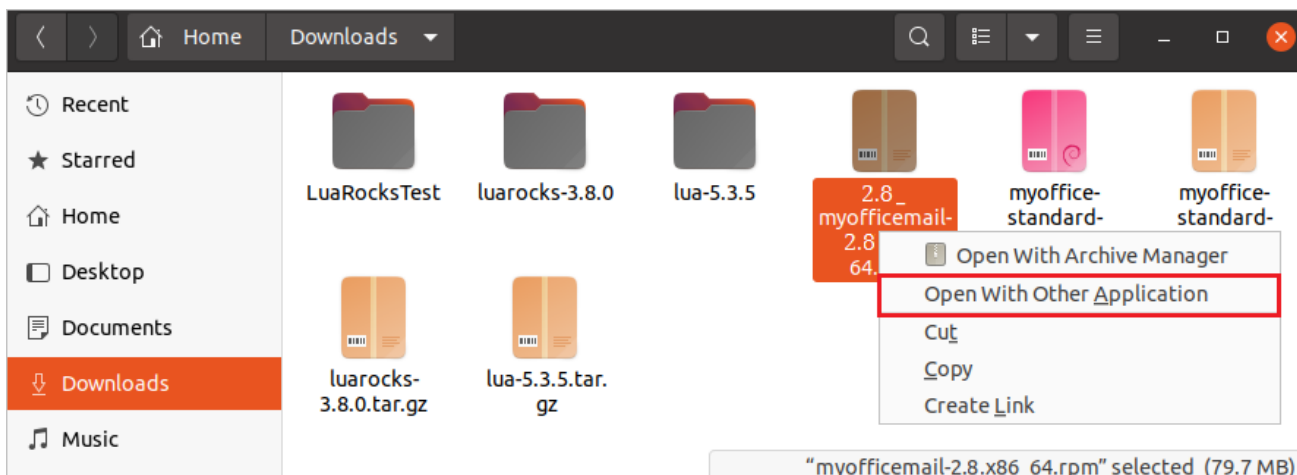 Home
Downloads
Recent
Starred
Home
Desktop
Documents
Downloads
Music
LuaRocksTest
luarocks-3.8.0
lua-5.3.5
2.8_
myofficemail-
2.8
64.
myoffice-
standard-
myoffice-
standard-
luarocks-
3.8.0.tar.gz
lua-5.3.5.tar.
gz
Open With Archive Manager
Open With Other Application
Cut
Copy
Create Link
“myofficemail-2.8.x86_64.rpm” selected (79.7 MB)